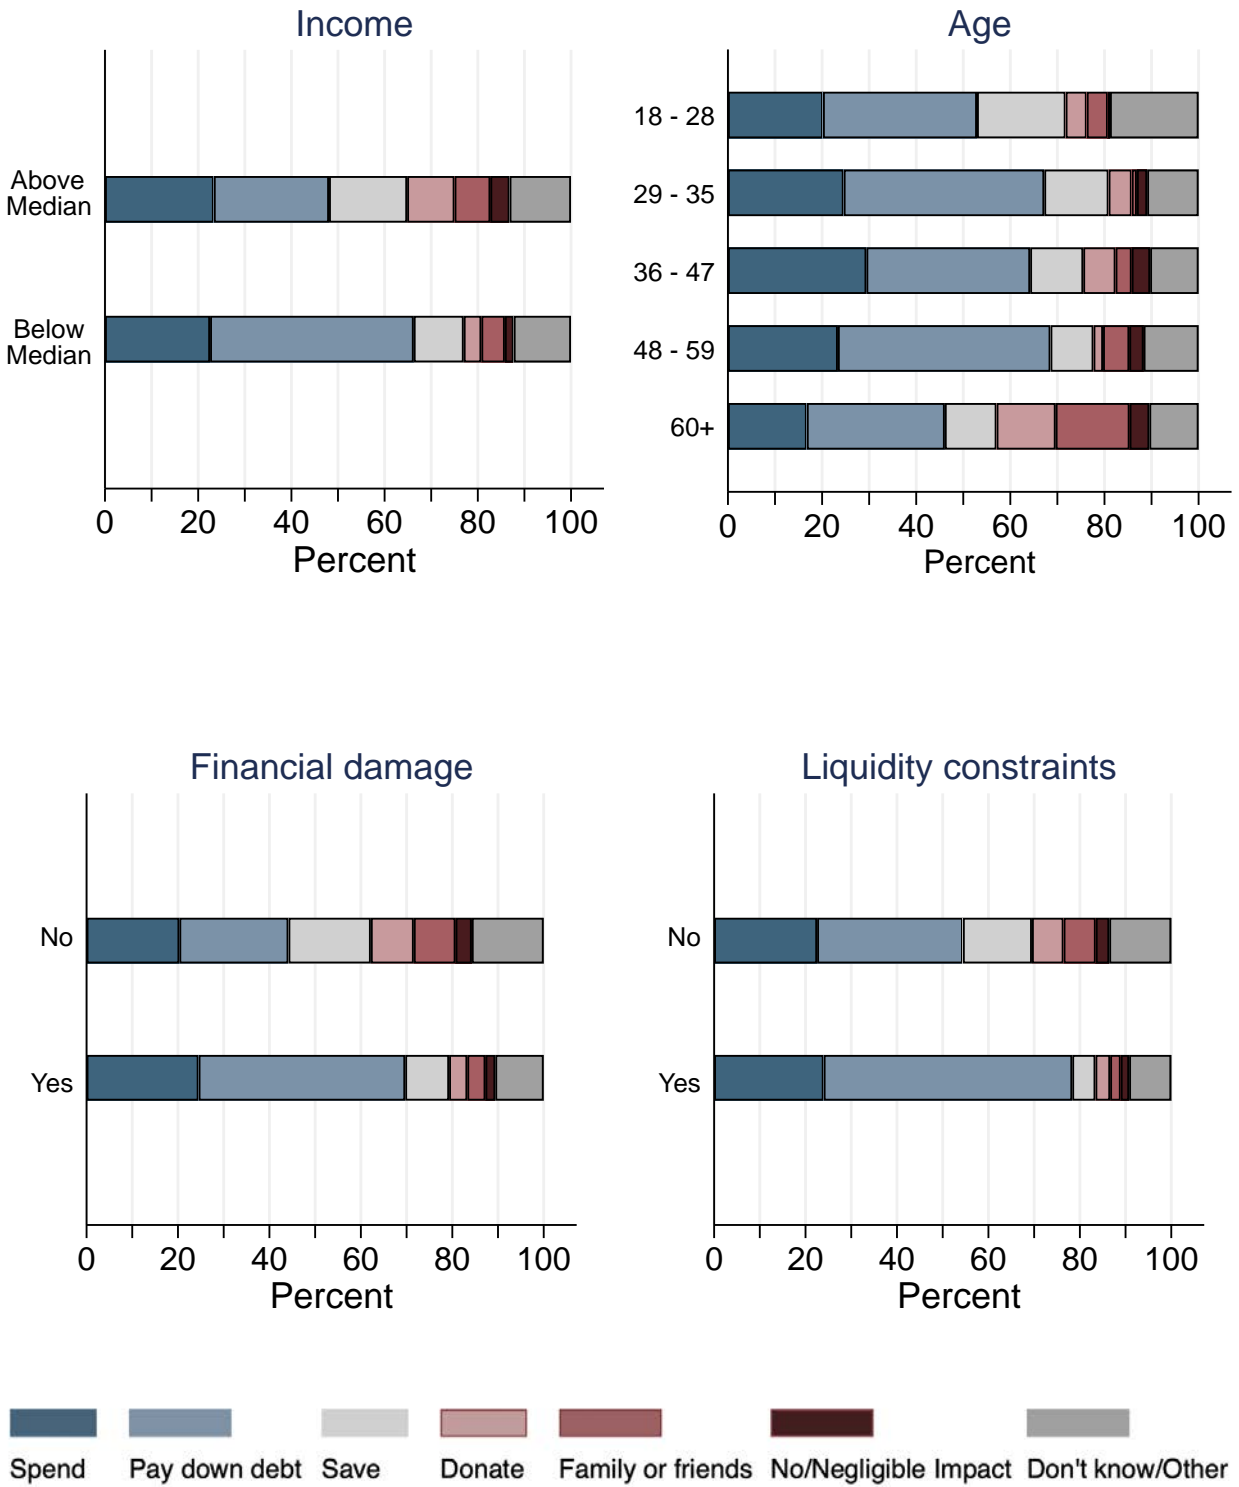 Income
Above
Median
Below
Median
0 20 40 60 80 100
Percent
Age
18 - 28
29 - 35
36 - 47
48 - 59
60+
0 20 40 60 80 100
Percent
Financial damage
No
Yes
0 20 40 60 80 100
Percent
Liquidity constraints
No
Yes
0 20 40 60 80 100
Percent
Spend Pay down debt Save Donate Family or friends No/Negligible Impact Don't know/Other